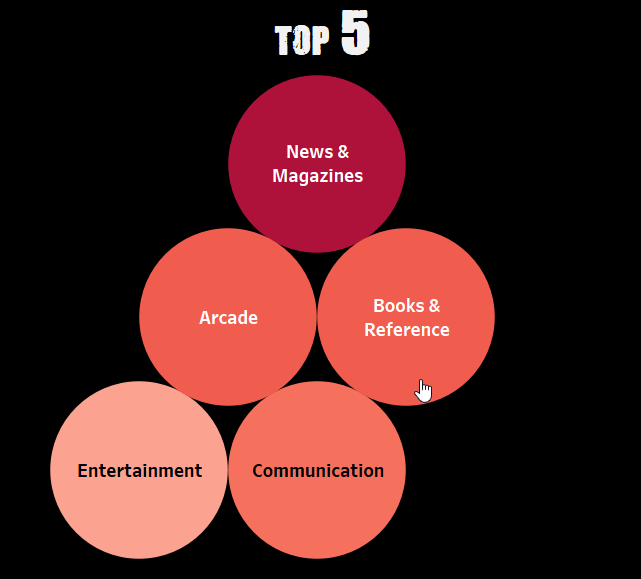 TOP 5
News &
Magazines
Arcade
Books &
Reference
Entertainment
Communication